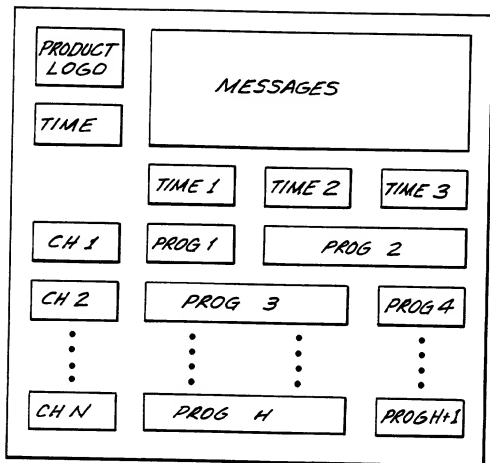 PRODUCT
LOGO
MESSAGES
TIME
TIME 1 TIME 2 TIME 3
CH 1 PROG 1 PROG 2
CH 2 PROG 3 PROG 4
CH N PROG H PROG H+1